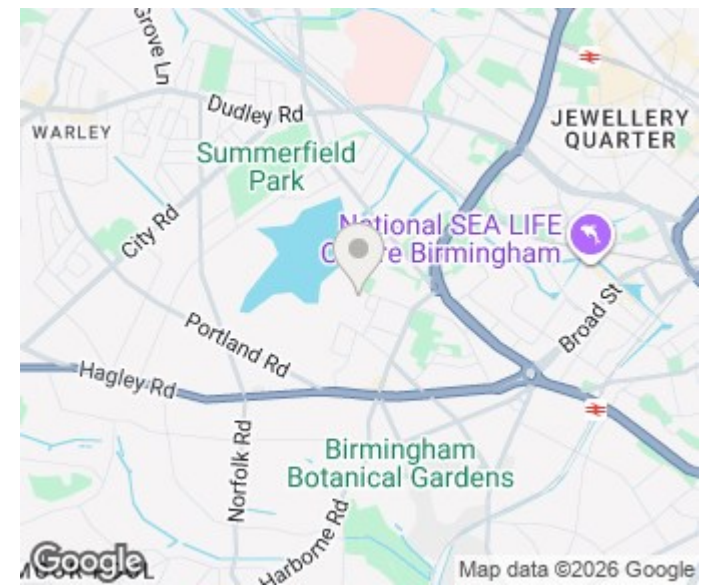 Grove Ln
Dudley Rd
WARLEY
JEWELLERY
QUARTER
Summerfield
Park
City Rd
National SEA LIFE
Centre Birmingham
Broad St
Portland Rd
Hagley Rd
Norfolk Rd
Birmingham
Botanical Gardens
Harborne Rd
Google
Map data ©2026 Google